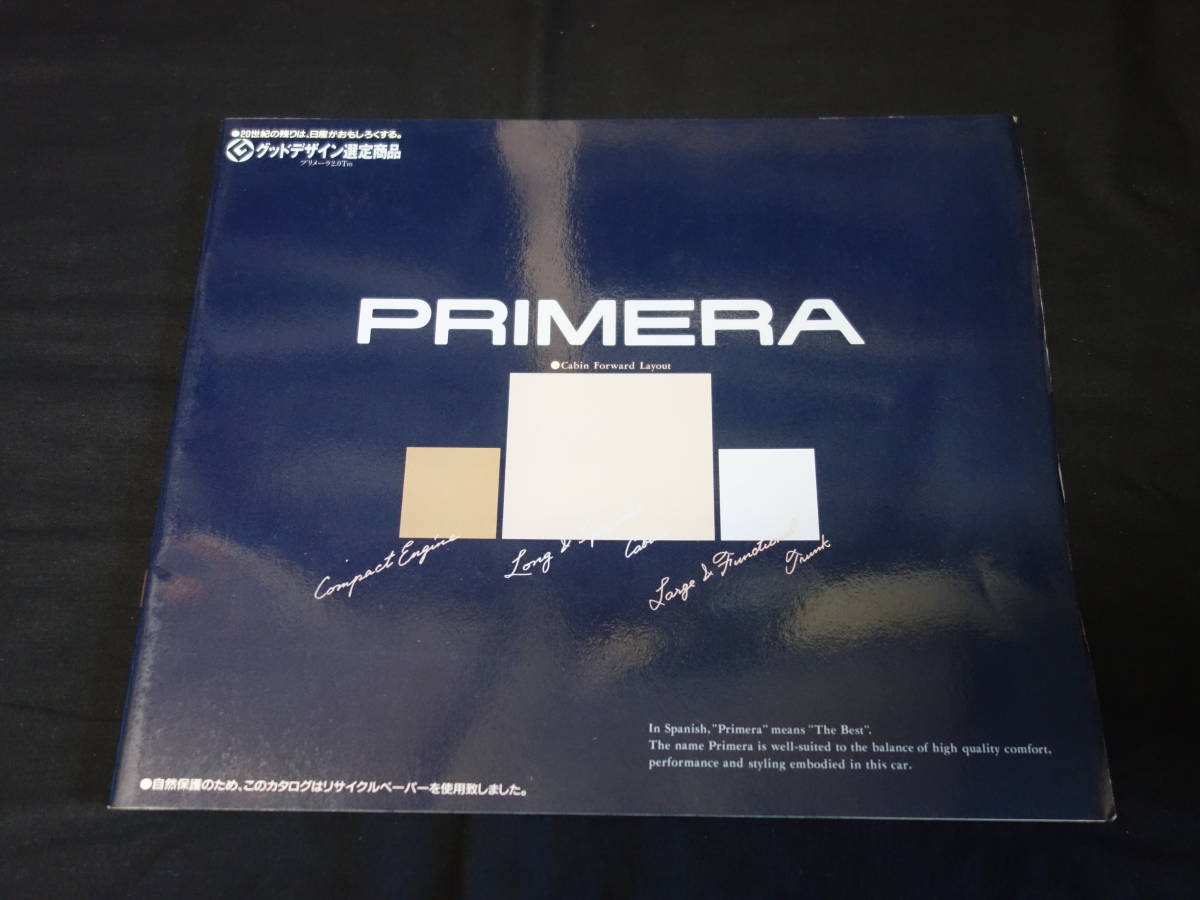 ●20世紀の残りは、日産がおもしろくする。
グッドデザイン選定商品
プリメーラ2.0Tm
PRIMERA
●Cabin Forward Layout
Compact Engine
Long &
Large & Functional
Trunk
In Spanish, "Primera" means "The Best".
The name Primera is well-suited to the balance of high quality comfort,
performance and styling embodied in this car.
●自然保護のため、このカタログはリサイクルペーパーを使用致しました。